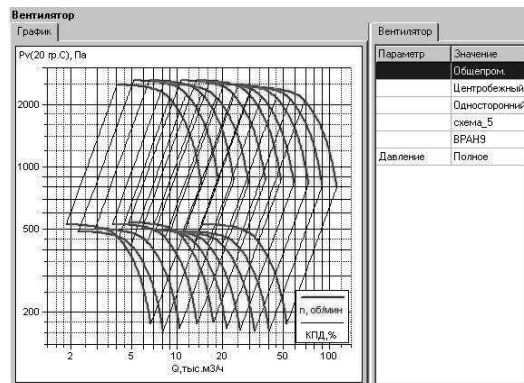 Вентилятор
График
Вентилятор
Pv(20 гр.С), Па
2000
1000
500
200
2
5
10
20
50
100
Q,тыс.м3/ч
n, об/мин
КПД,%
Параметр
Значение
Общепром.
Центробежный
Односторонний
схема_5
ВРАН9
Давление
Полное